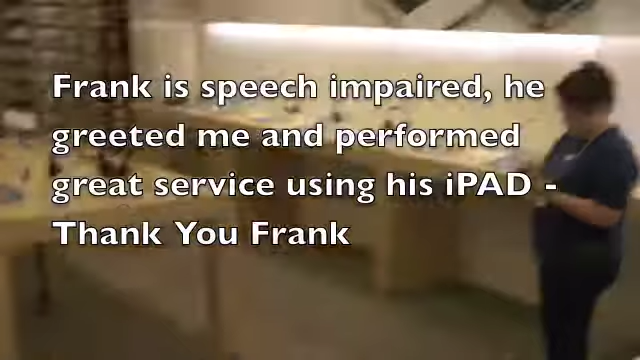 Frank is speech impaired, he
greeted me and performed
great service using his iPAD -
Thank You Frank